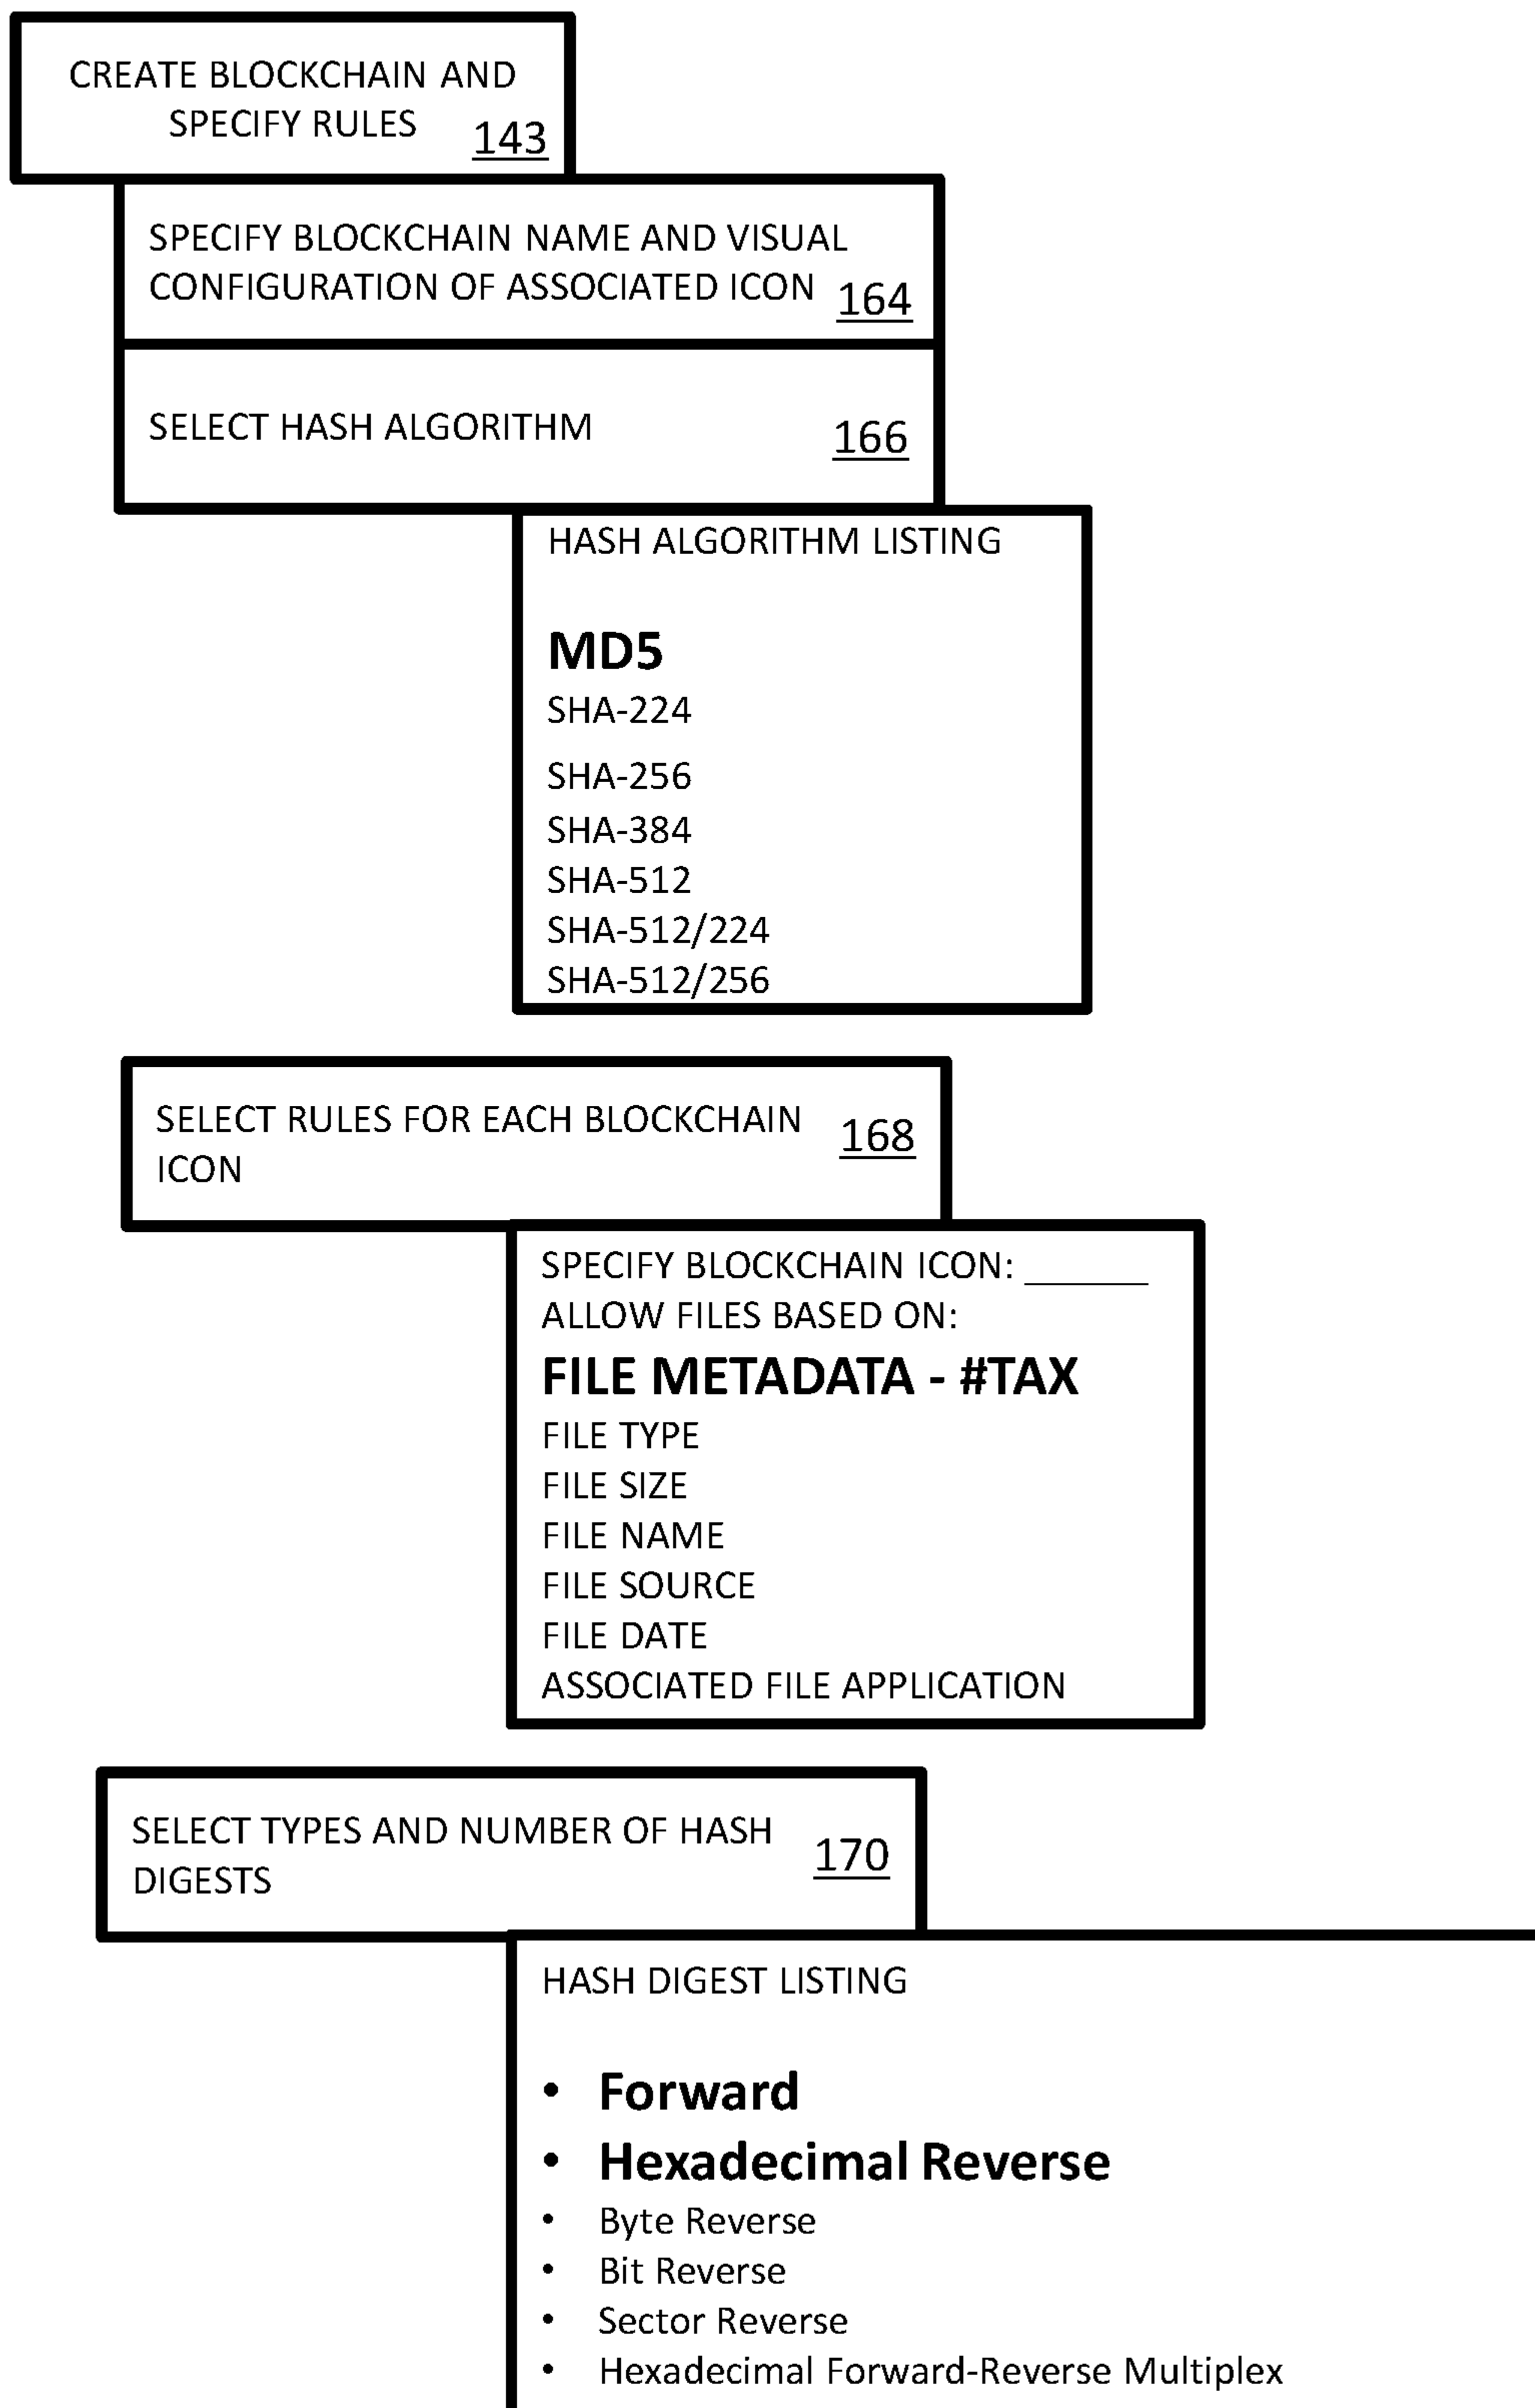 CREATE BLOCKCHAIN AND
SPECIFY RULES 143
SPECIFY BLOCKCHAIN NAME AND VISUAL
CONFIGURATION OF ASSOCIATED ICON 164
SELECT HASH ALGORITHM 166
HASH ALGORITHM LISTING
MD5
SHA-224
SHA-256
SHA-384
SHA-512
SHA-512/224
SHA-512/256
SELECT RULES FOR EACH BLOCKCHAIN 168
ICON
SPECIFY BLOCKCHAIN ICON: ______
ALLOW FILES BASED ON:
FILE METADATA - #TAX
FILE TYPE
FILE SIZE
FILE NAME
FILE SOURCE
FILE DATE
ASSOCIATED FILE APPLICATION
SELECT TYPES AND NUMBER OF HASH 170
DIGESTS
HASH DIGEST LISTING
• Forward
• Hexadecimal Reverse
• Byte Reverse
• Bit Reverse
• Sector Reverse
• Hexadecimal Forward-Reverse Multiplex